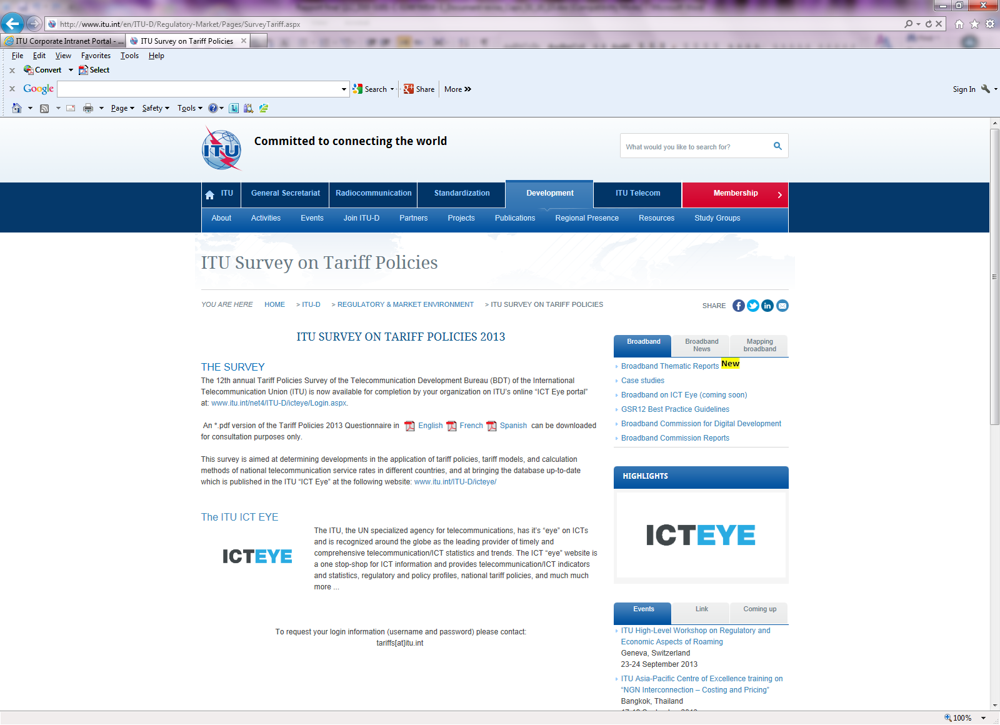 http://www.itu.int/en/ITU-D/Regulatory-Market/Pages/SurveyTariff.aspx
ITU Corporate Intranet Portal - ...
ITU Survey on Tariff Policies
File Edit View Favorites Tools Help
Convert Select
Google Search Share More » Sign In
Page Safety Tools
ITU
Committed to connecting the world
What would you like to search for?
ITU General Secretariat Radiocommunication Standardization Development ITU Telecom Membership
About Activities Events Join ITU-D Partners Projects Publications Regional Presence Resources Study Groups
ITU Survey on Tariff Policies
YOU ARE HERE HOME > ITU-D > REGULATORY & MARKET ENVIRONMENT > ITU SURVEY ON TARIFF POLICIES
SHARE
ITU SURVEY ON TARIFF POLICIES 2013
THE SURVEY
The 12th annual Tariff Policies Survey of the Telecommunication Development Bureau (BDT) of the International
Telecommunication Union (ITU) is now available for completion by your organization on ITU's online “ICT Eye portal”
at: www.itu.int/net4/ITU-D/icteye/Login.aspx.
An *.pdf version of the Tariff Policies 2013 Questionnaire in English French Spanish can be downloaded
for consultation purposes only.
This survey is aimed at determining developments in the application of tariff policies, tariff models, and calculation
methods of national telecommunication service rates in different countries, and at bringing the database up-to-date
which is published in the ITU “ICT Eye” at the following website: www.itu.int/ITU-D/icteye/
The ITU ICT EYE
ICTEYE
The ITU, the UN specialized agency for telecommunications, has it's “eye” on ICTs
and is recognized around the globe as the leading provider of timely and
comprehensive telecommunication/ICT statistics and trends. The ICT “eye” website is
a one stop-shop for ICT information and provides telecommunication/ICT indicators
and statistics, regulatory and policy profiles, national tariff policies, and much much
more ...
To request your login information (username and password) please contact:
tariffs[at]itu.int
Broadband
Broadband News
Mapping broadband
Broadband Thematic Reports New
Case studies
Broadband on ICT Eye (coming soon)
GSR12 Best Practice Guidelines
Broadband Commission for Digital Development
Broadband Commission Reports
HIGHLIGHTS
ICTEYE
Events Link Coming up
ITU High-Level Workshop on Regulatory and
Economic Aspects of Roaming
Geneva, Switzerland
23-24 September 2013
ITU Asia-Pacific Centre of Excellence training on
“NGN Interconnection – Costing and Pricing”
Bangkok, Thailand
100%